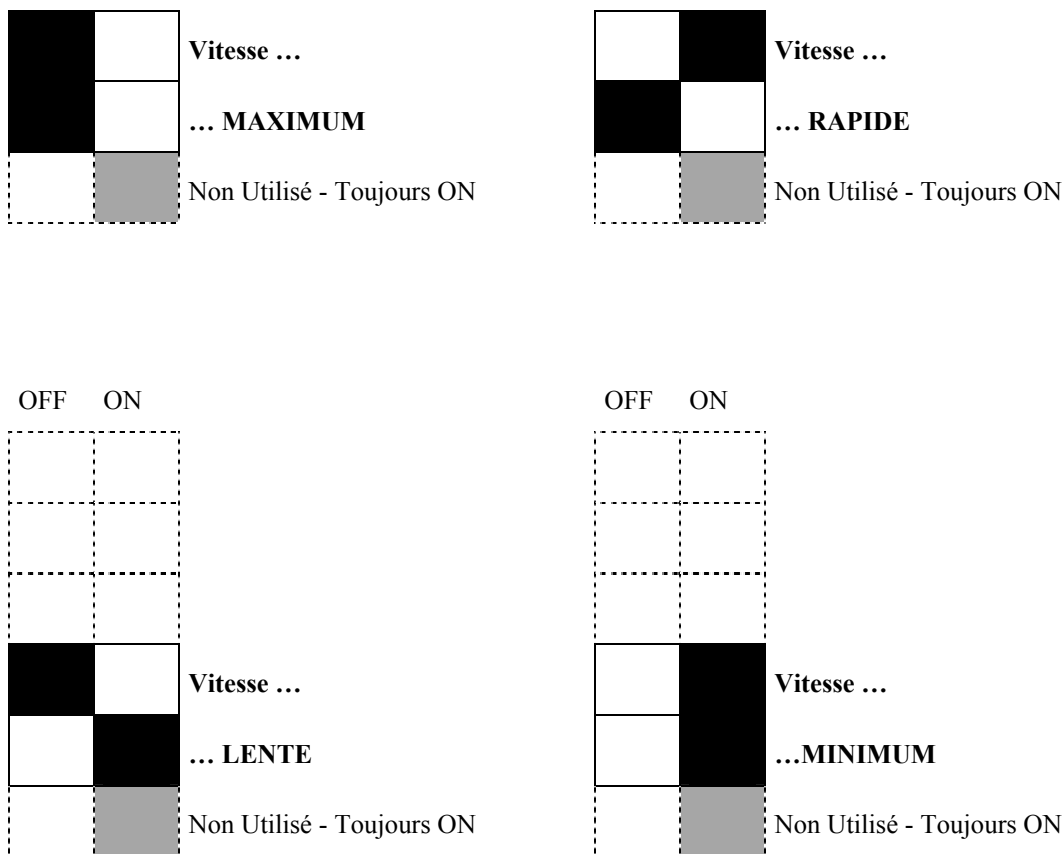 Vitesse … Vitesse …
… MAXIMUM … RAPIDE
Non Utilisé - Toujours ON Non Utilisé - Toujours ON
OFF ON OFF ON
Vitesse … Vitesse …
… LENTE …MINIMUM
Non Utilisé - Toujours ON Non Utilisé - Toujours ON